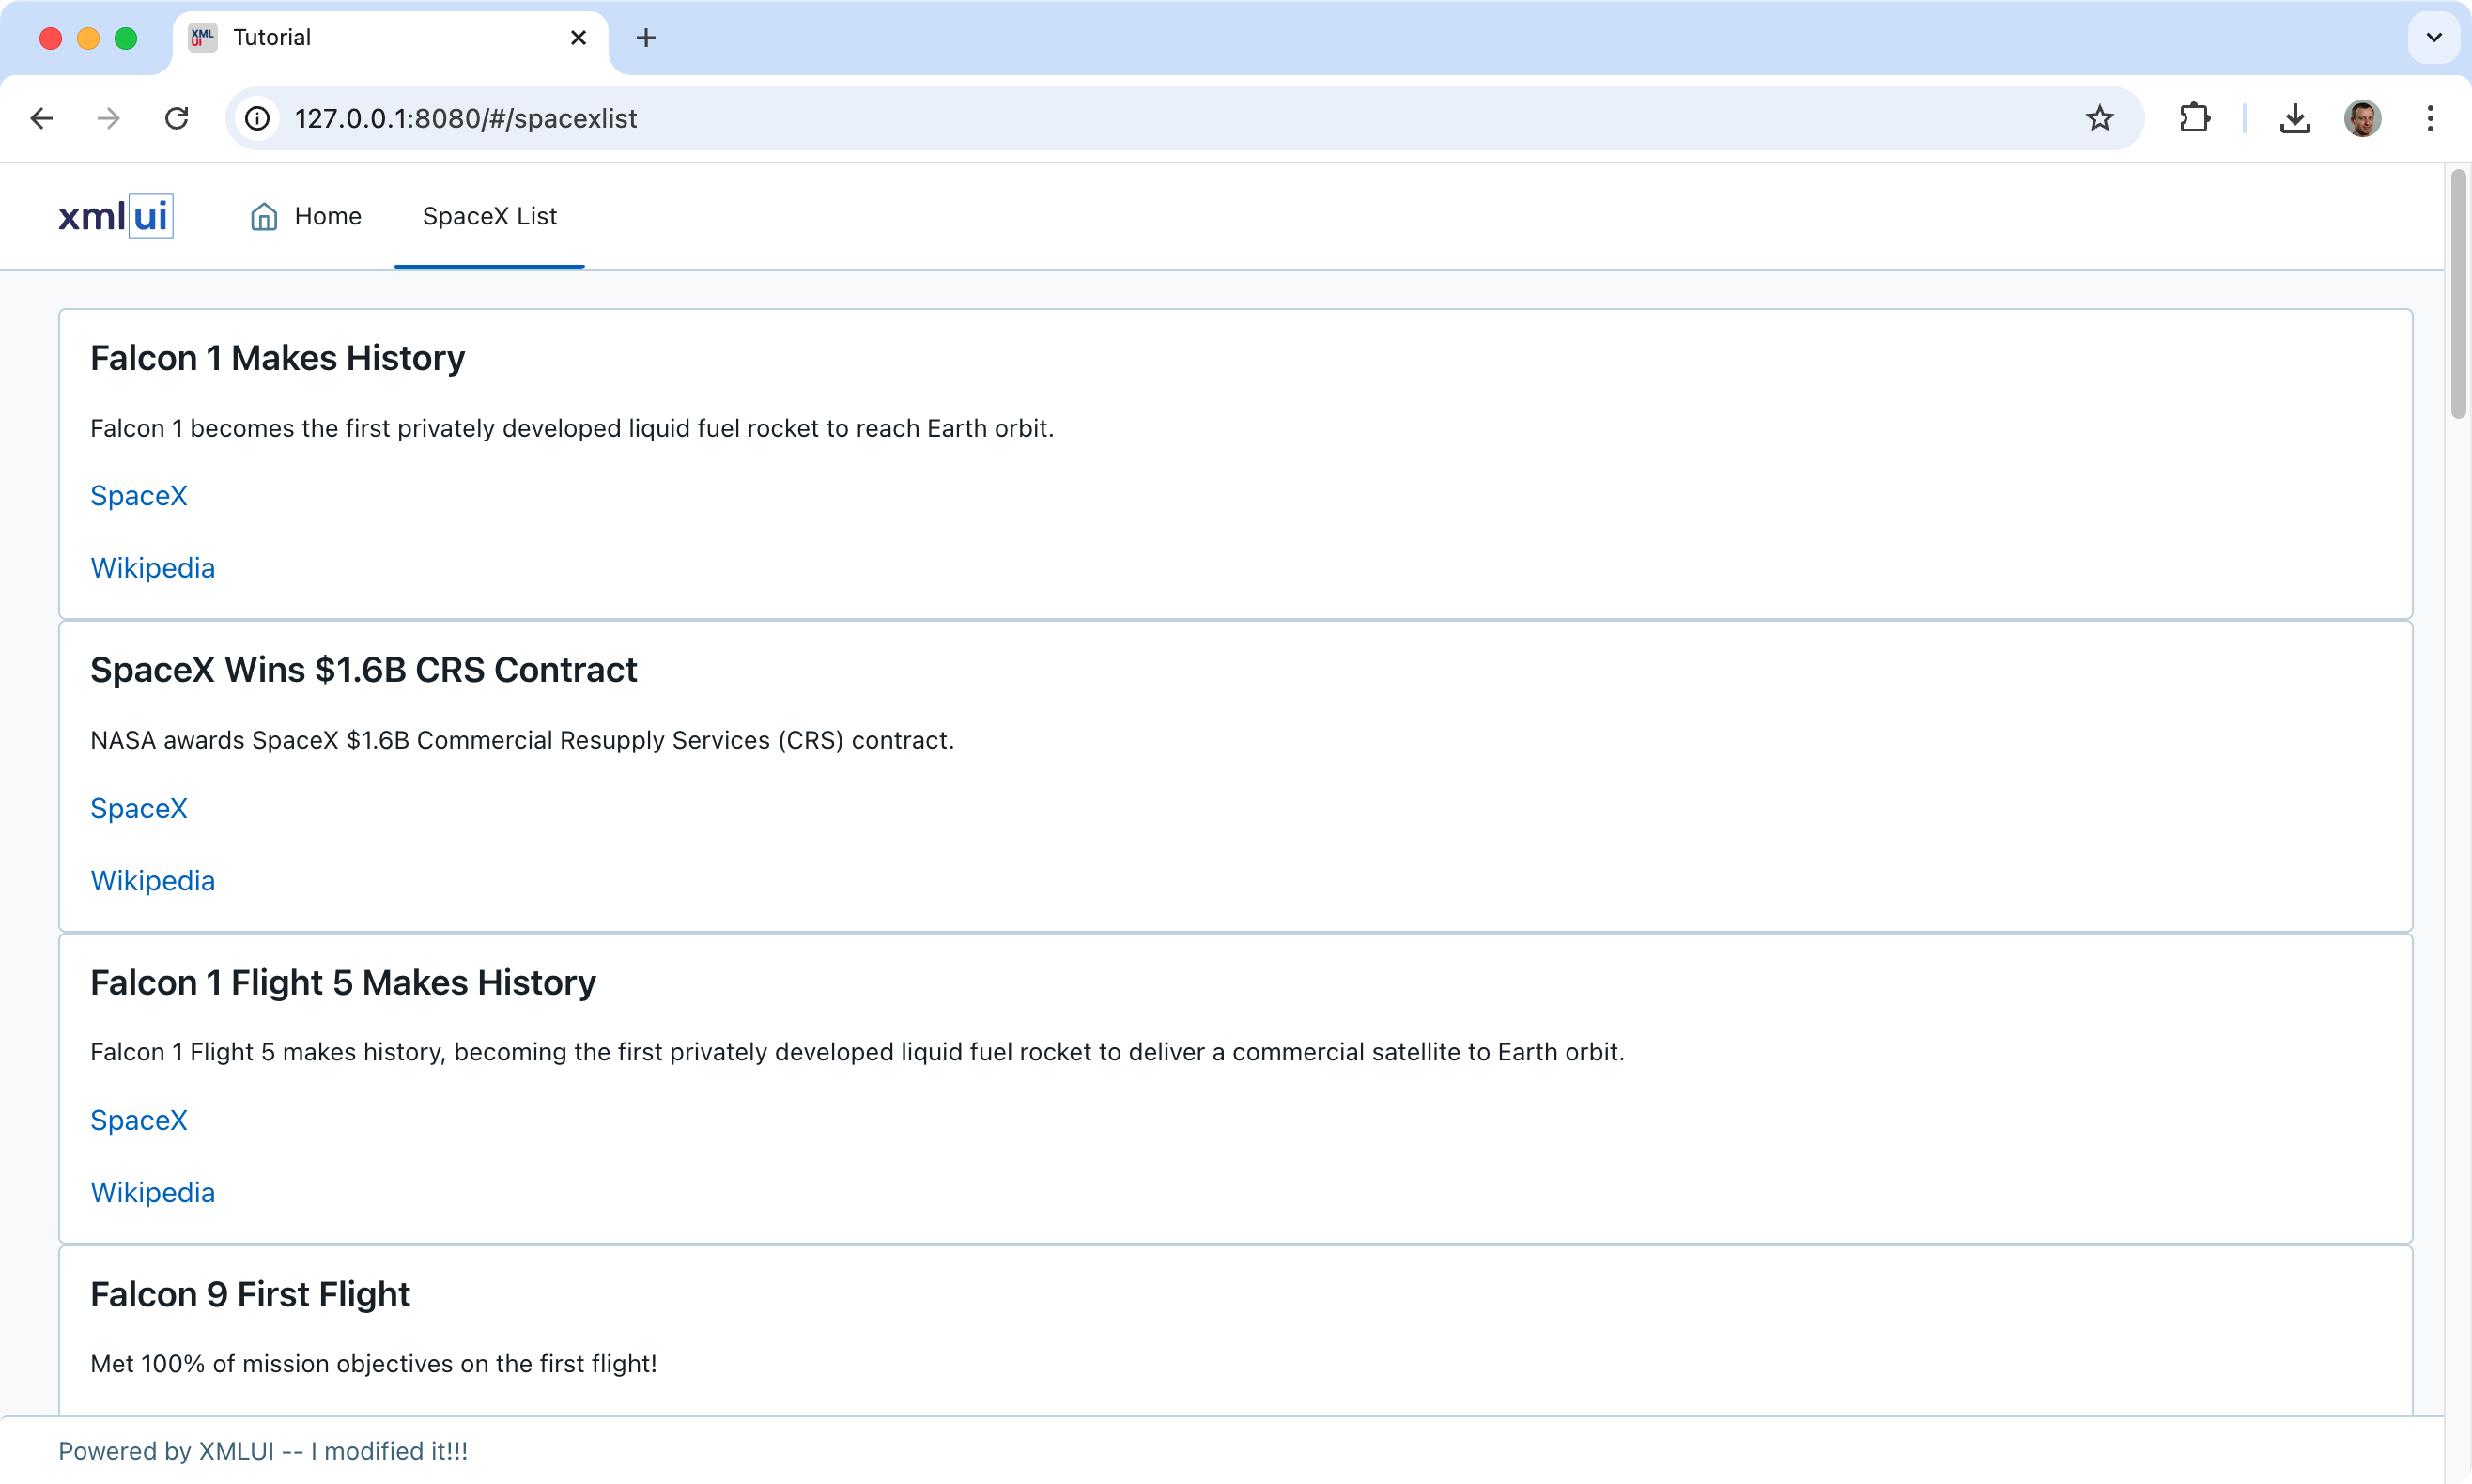 XML
UI
Tutorial
127.0.0.1:8080/#/spacexlist
xmlui
Home
SpaceX List
Falcon 1 Makes History
Falcon 1 becomes the first privately developed liquid fuel rocket to reach Earth orbit.
SpaceX
Wikipedia
SpaceX Wins $1.6B CRS Contract
NASA awards SpaceX $1.6B Commercial Resupply Services (CRS) contract.
SpaceX
Wikipedia
Falcon 1 Flight 5 Makes History
Falcon 1 Flight 5 makes history, becoming the first privately developed liquid fuel rocket to deliver a commercial satellite to Earth orbit.
SpaceX
Wikipedia
Falcon 9 First Flight
Met 100% of mission objectives on the first flight!
Powered by XMLUI -- I modified it!!!